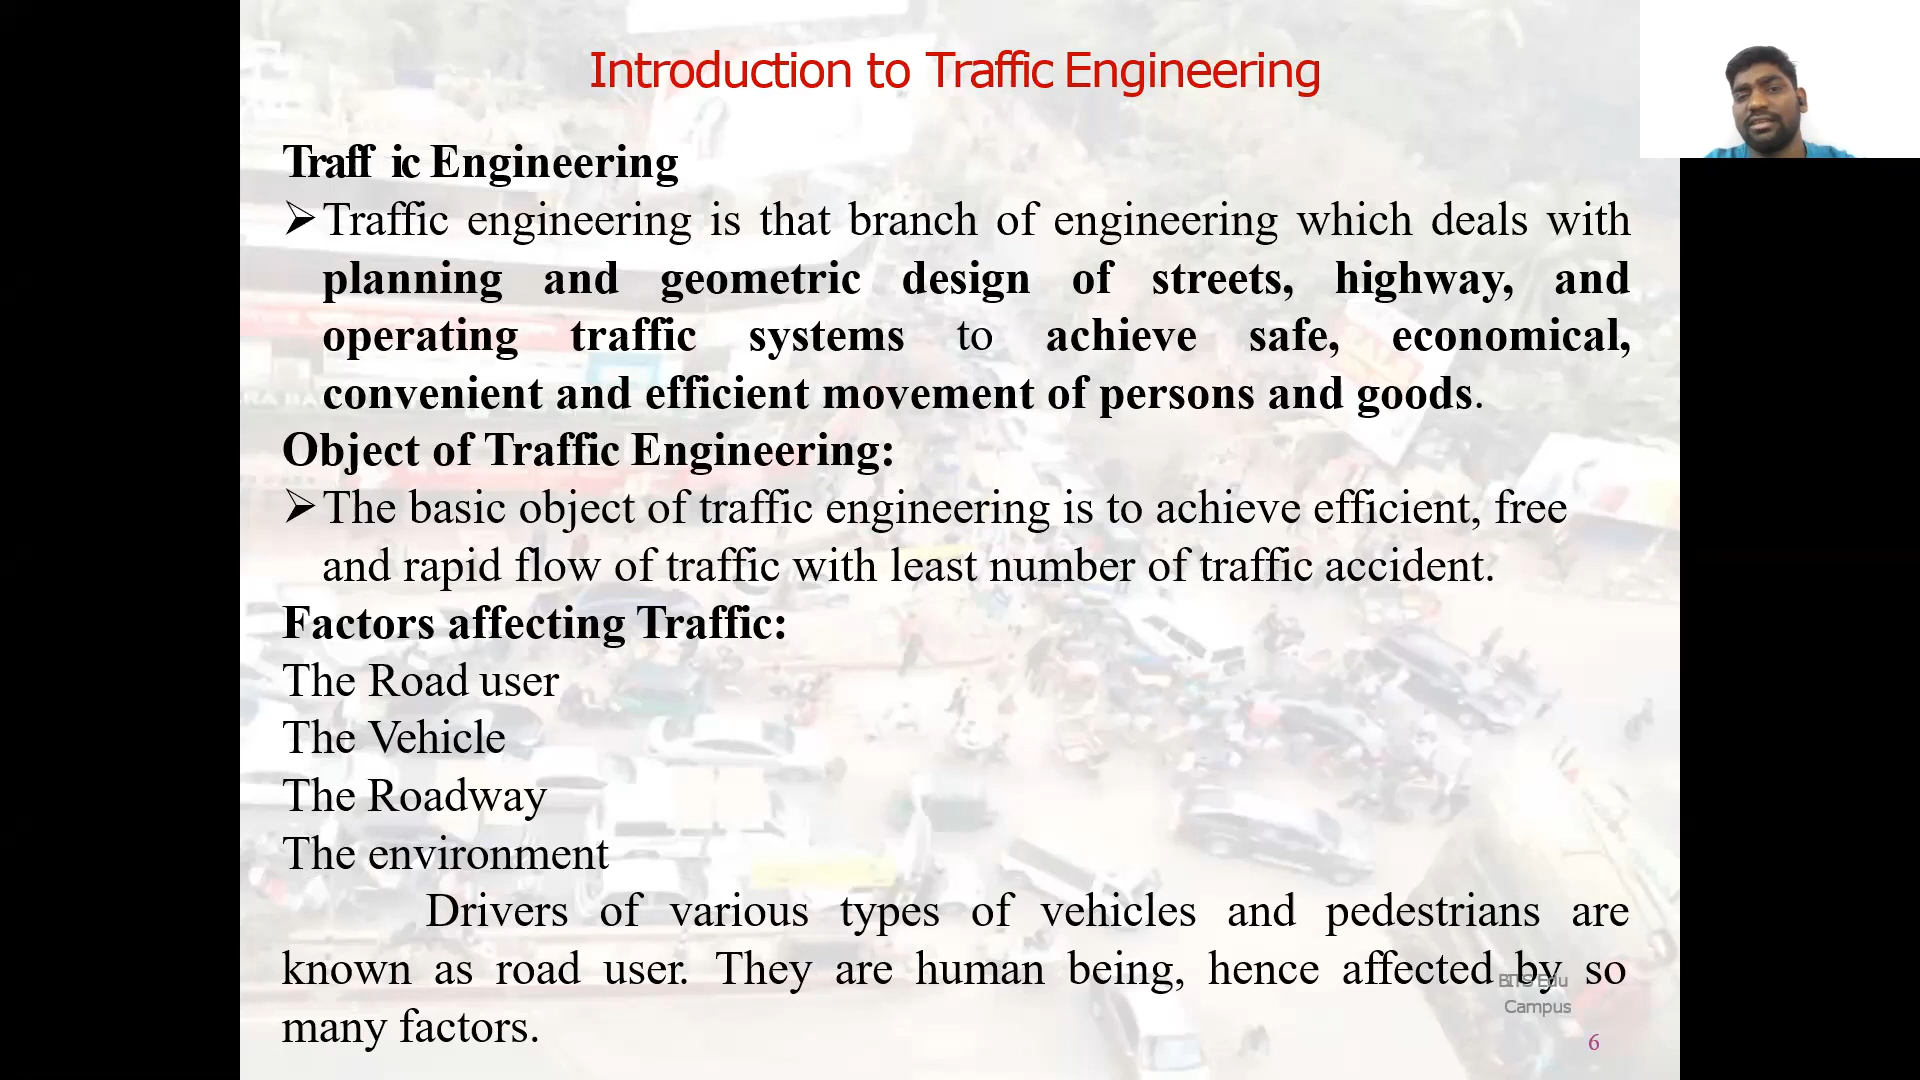 Introduction to Traffic Engineering
Traffic Engineering
➢Traffic engineering is that branch of engineering which deals with
planning and geometric design of streets, highway, and
operating traffic systems to achieve safe, economical,
convenient and efficient movement of persons and goods.
Object of Traffic Engineering:
➢The basic object of traffic engineering is to achieve efficient, free
and rapid flow of traffic with least number of traffic accident.
Factors affecting Traffic:
The Road user
The Vehicle
The Roadway
The environment
Drivers of various types of vehicles and pedestrians are
known as road user. They are human being, hence affected by so
many factors.
BITS Edu
Campus
6